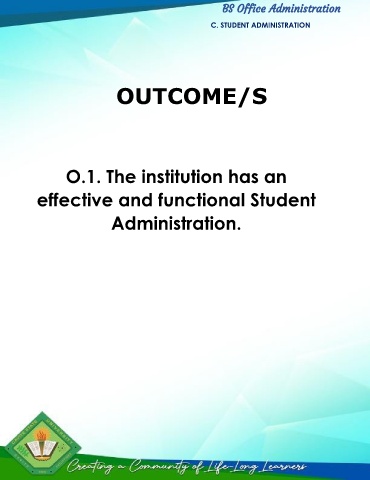 BS Office Administration
C. STUDENT ADMINISTRATION
OUTCOME/S
O.1. The institution has an
effective and functional Student
Administration.
Creating a Community of Life-Long Learners